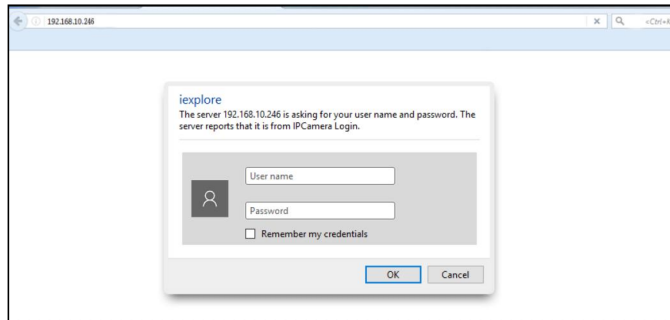 192.168.10.246
<Ctrl+K
iexplore
The server 192.168.10.246 is asking for your user name and password. The
server reports that it is from IPCamera Login.
User name
Password
Remember my credentials
OK
Cancel